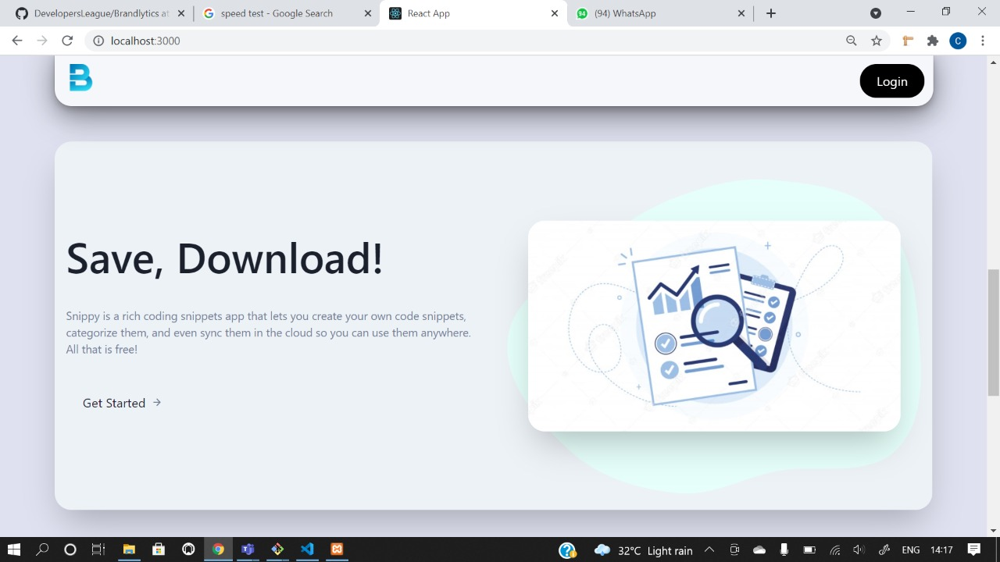 DevelopersLeague/Brandlytics at
speed test - Google Search
React App
94
(94) WhatsApp
localhost:3000
C
B
Login
Save, Download!
Snippy is a rich coding snippets app that lets you create your own code snippets,
categorize them, and even sync them in the cloud so you can use them anywhere.
All that is free!
Get Started →
32°C Light rain
ENG
14:17